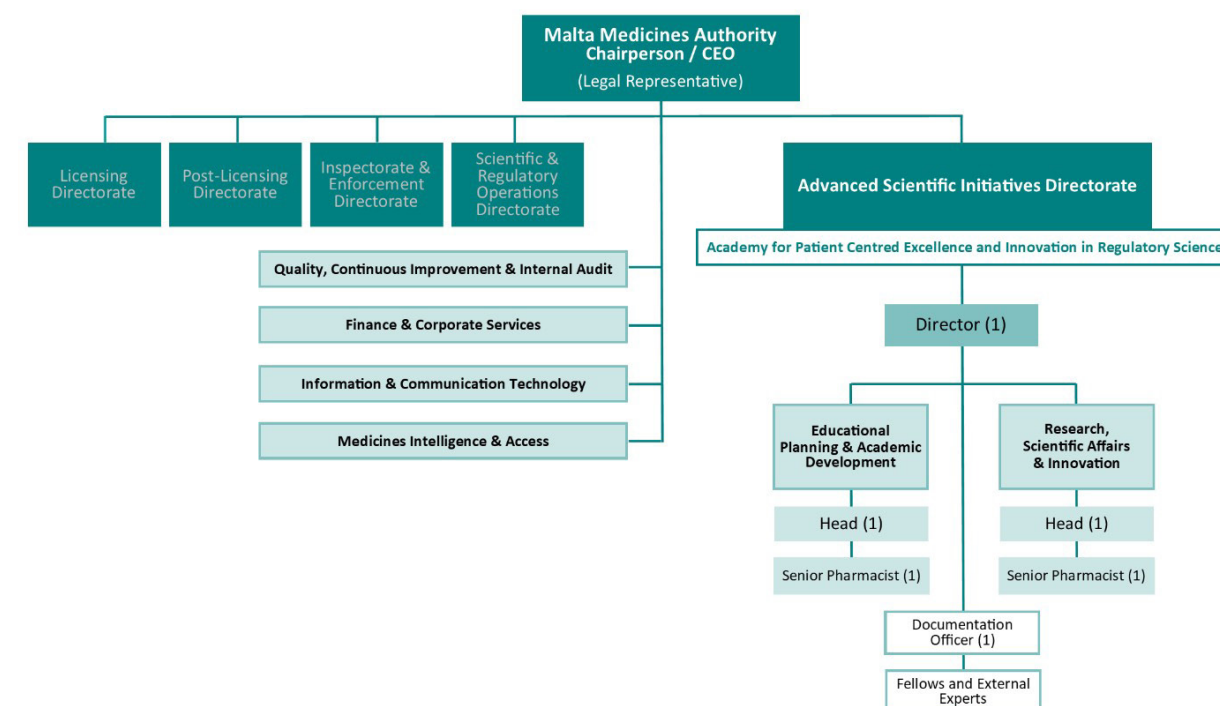 Malta Medicines Authority
Chairperson / CEO
(Legal Representative)
Licensing
Directorate
Post-Licensing
Directorate
Inspectorate &
Enforcement
Directorate
Scientific &
Regulatory
Operations
Directorate
Advanced Scientific Initiatives Directorate
Academy for Patient Centred Excellence and Innovation in Regulatory Science
Quality, Continuous Improvement & Internal Audit
Finance & Corporate Services
Information & Communication Technology
Medicines Intelligence & Access
Director (1)
Educational
Planning & Academic
Development
Head (1)
Senior Pharmacist (1)
Research,
Scientific Affairs
& Innovation
Head (1)
Senior Pharmacist (1)
Documentation
Officer (1)
Fellows and External
Experts